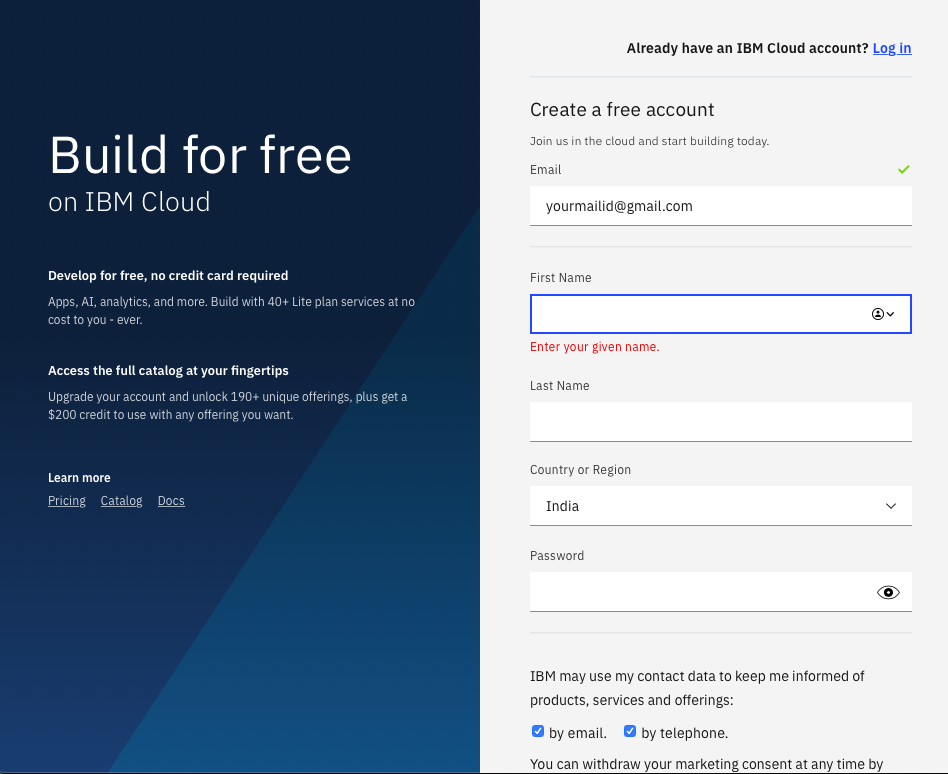 Build for free
on IBM Cloud
Develop for free, no credit card required
Apps, AI, analytics, and more. Build with 40+ Lite plan services at no
cost to you - ever.
Access the full catalog at your fingertips
Upgrade your account and unlock 190+ unique offerings, plus get a
$200 credit to use with any offering you want.
Learn more
Pricing Catalog Docs
Already have an IBM Cloud account? Log in
Create a free account
Join us in the cloud and start building today.
Email
yourmailid@gmail.com
First Name
Enter your given name.
Last Name
Country or Region
India
Password
IBM may use my contact data to keep me informed of
products, services and offerings:
by email. by telephone.
You can withdraw your marketing consent at any time by